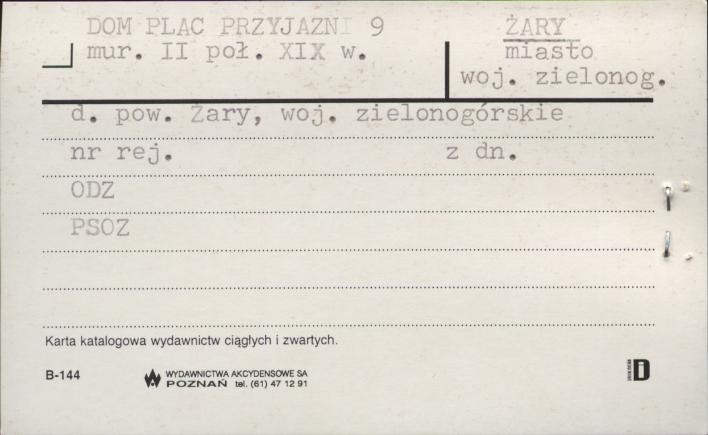 DOM PLAC PRZYJAZNI 9
mur. II poł. XIX w.
ŻARY
miasto
woj. zielonog.
d. pow. Żary, woj. zielonogórskie
nr rej. z dn.
ODZ
PSOZ
Karta katalogowa wydawnictw ciągłych i zwartych.
B-144
WYDAWNICTWA AKCYDENSOWE SA
POZNAŃ tel. (61) 47 12 91